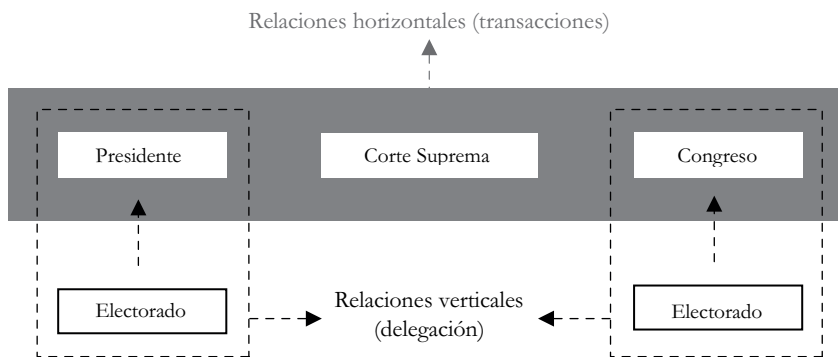 Relaciones horizontales (transacciones)
Presidente
Corte Suprema
Congreso
Electorado
Relaciones verticales
(delegación)
Electorado